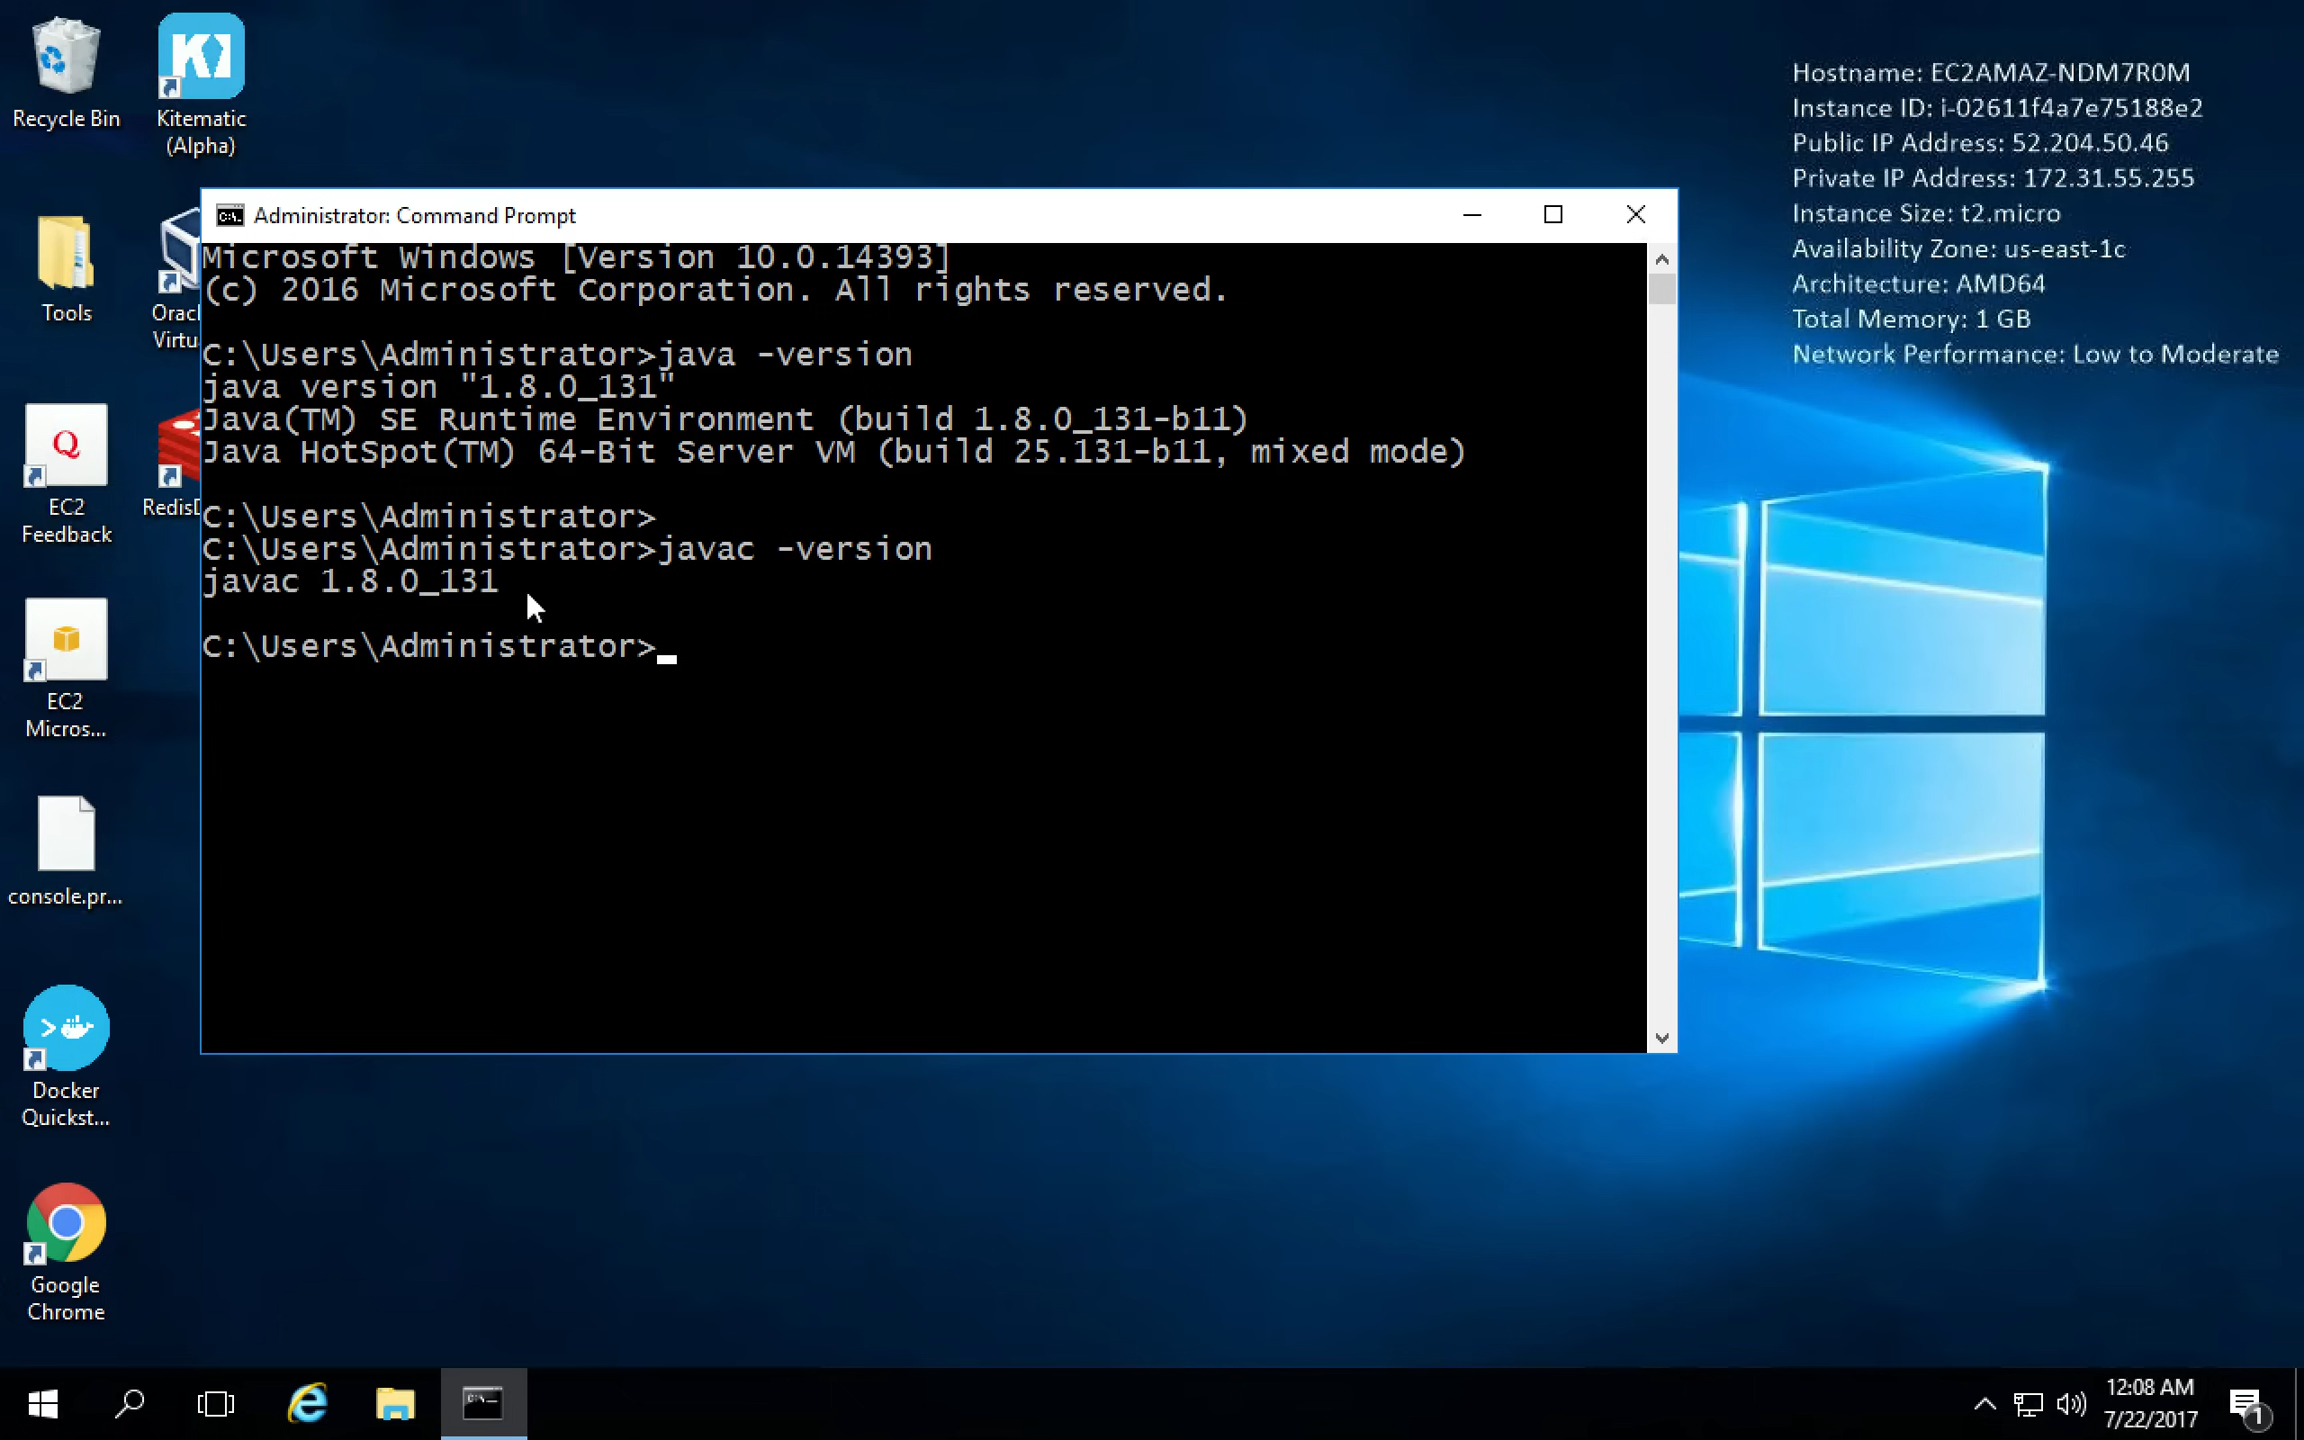 Recycle Bin
Kitematic
(Alpha)
Tools
Orac
Virtu
Q
EC2
Feedback
RedisD
EC2
Micros...
console.pr...
Docker
Quickst...
Google
Chrome
Hostname: EC2AMAZ-NDM7R0M
Instance ID: i-02611f4a7e75188e2
Public IP Address: 52.204.50.46
Private IP Address: 172.31.55.255
Instance Size: t2.micro
Availability Zone: us-east-1c
Architecture: AMD64
Total Memory: 1 GB
Network Performance: Low to Moderate
Administrator: Command Prompt
Microsoft Windows [Version 10.0.14393]
(c) 2016 Microsoft Corporation. All rights reserved.
C:\Users\Administrator>java -version
java version "1.8.0_131"
Java(TM) SE Runtime Environment (build 1.8.0_131-b11)
Java HotSpot(TM) 64-Bit Server VM (build 25.131-b11, mixed mode)
C:\Users\Administrator>
C:\Users\Administrator>javac -version
javac 1.8.0_131
C:\Users\Administrator>
12:08 AM
7/22/2017
1